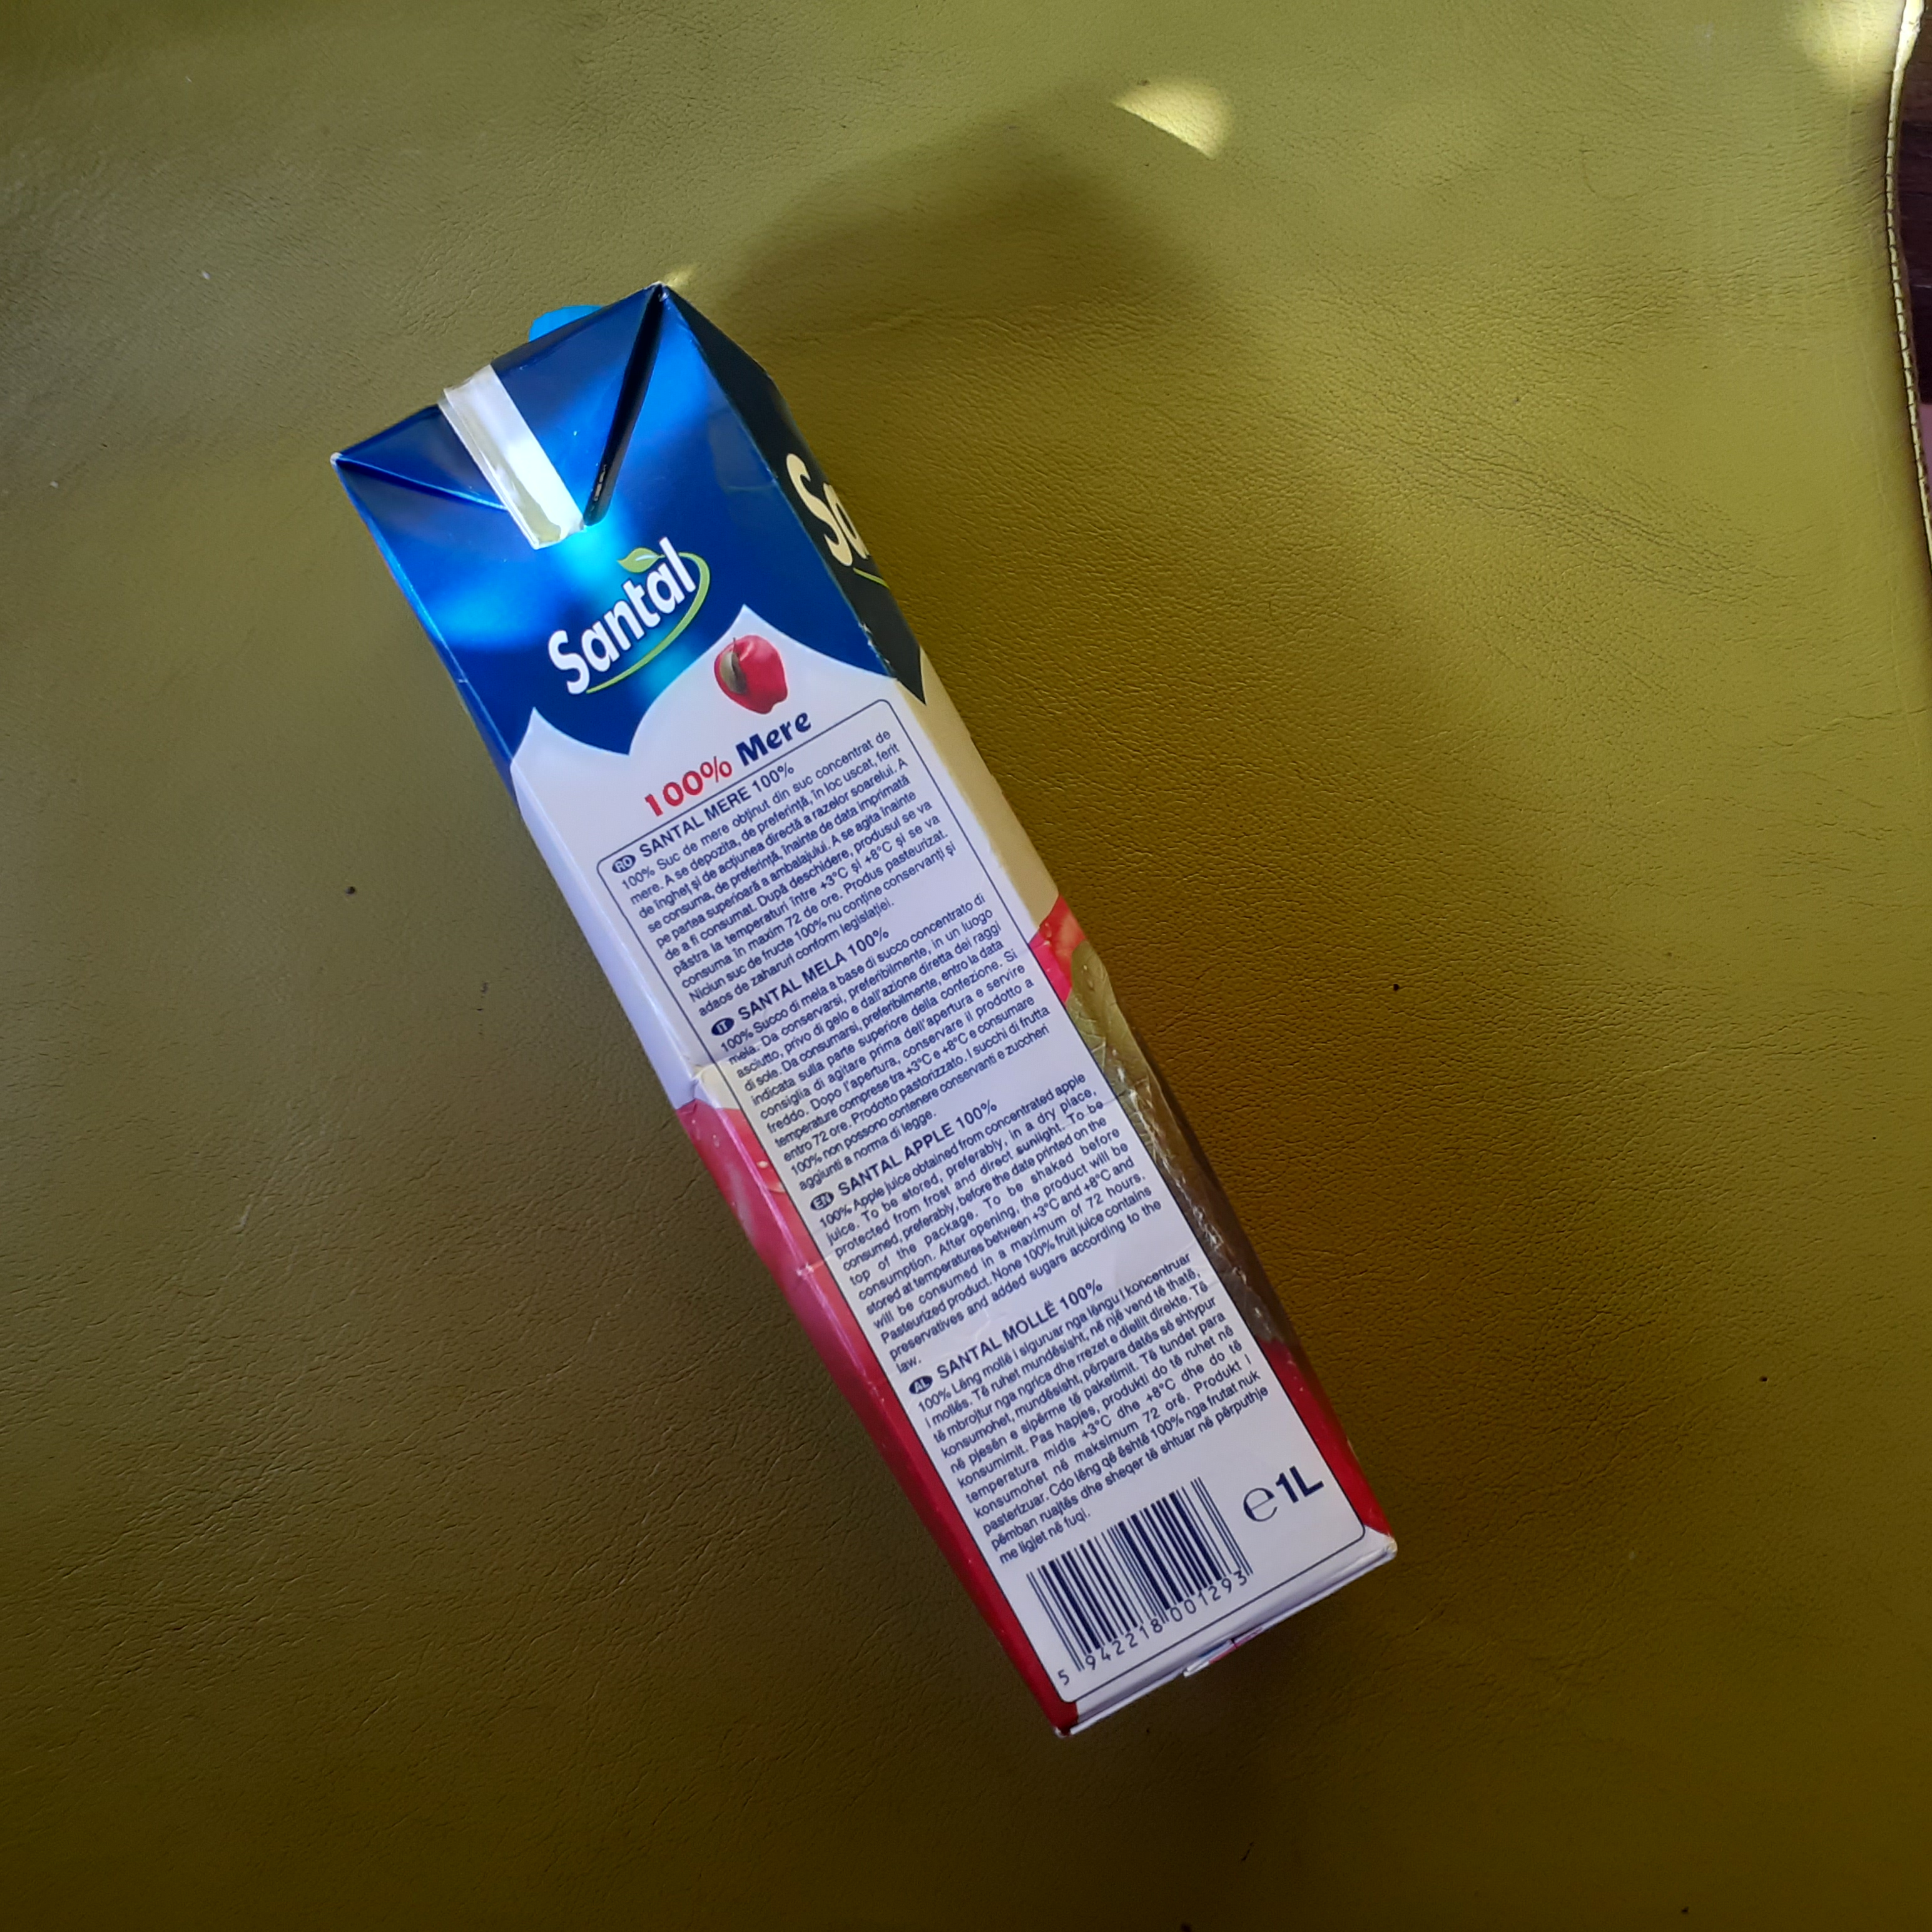 Santàl
Sa
100% Mere
RO SANTAL MERE 100%
100% Suc de mere obținut din suc concentrat de
mere. A se depozita, de preferință, în loc uscat, ferit
de îngheț și de acțiunea directă a razelor soarelui. A
se consuma, de preferință, înainte de data imprimată
pe partea superioară a ambalajului. A se agita înainte
de a fi consumat. După deschidere, produsul se va
păstra la temperaturi între +3°C și +8°C și se va
consuma în maxim 72 de ore. Produs pasteurizat.
Niciun suc de fructe 100% nu conține conservanți și
adaos de zaharuri conform legislației.
IT SANTAL MELA 100%
100% Succo di mela a base di succo concentrato di
mela. Da conservarsi, preferibilmente, in un luogo
asciutto, privo di gelo e dall'azione diretta dei raggi
di sole. Da consumarsi, preferibilmente, entro la data
indicata sulla parte superiore della confezione. Si
consiglia di agitare prima dell'apertura e servire
freddo. Dopo l'apertura, conservare il prodotto a
temperature comprese tra +3°C e +8°C e consumare
entro 72 ore. Prodotto pastorizzato. I succhi di frutta
100% non possono contenere conservanti e zuccheri
aggiunti a norma di legge.
EN SANTAL APPLE 100%
100% Apple juice obtained from concentrated apple
juice. To be stored, preferably, in a dry place,
protected from frost and direct sunlight. To be
consumed, preferably, before the date printed on the
top of the package. To be shaked before
consumption. After opening, the product will be
stored at temperatures between +3°C and +8°C and
will be consumed in a maximum of 72 hours.
Pasteurized product. None 100% fruit juice contains
preservatives and added sugars according to the
law.
AL SANTAL MOLLË 100%
100% Lëng mollë i siguruar nga lëngu i koncentruar
i mollës. Të ruhet mundësisht, në një vend të thatë,
të mbrojtur nga ngrica dhe rrezet e diellit direkte. Të
konsumohet, mundësisht, përpara datës së shtypur
në pjesën e sipërme të paketimit. Të tundet para
konsumimit. Pas hapjes, produkti do të ruhet në
temperatura midis +3°C dhe +8°C dhe do të
konsumohet në maksimum 72 orë. Produkt i
pasterizuar. Cdo lëng që është 100% nga frutat nuk
përmban ruajtës dhe sheqer të shtuar në përputhje
me ligjet në fuqi.
℮1L
5 942218 001293